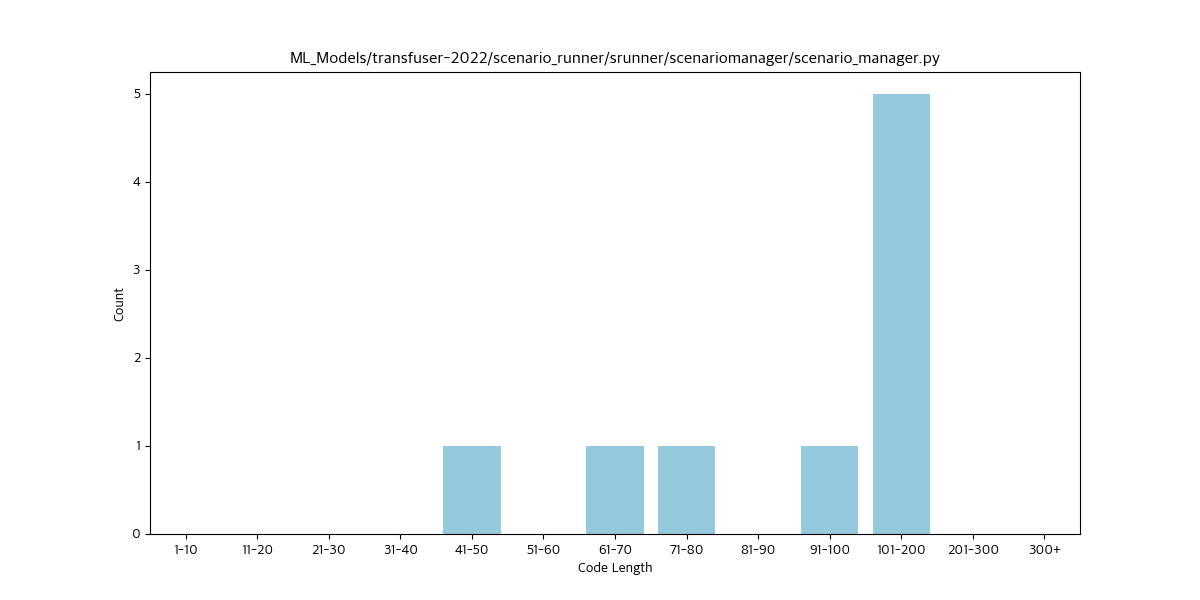 ML_Models/transfuser-2022/scenario_runner/srunner/scenariomanager/scenario_manager.py
5
4
3
2
1
0
Count
1-10 11-20 21-30 31-40 41-50 51-60 61-70 71-80 81-90 91-100 101-200 201-300 300+
Code Length